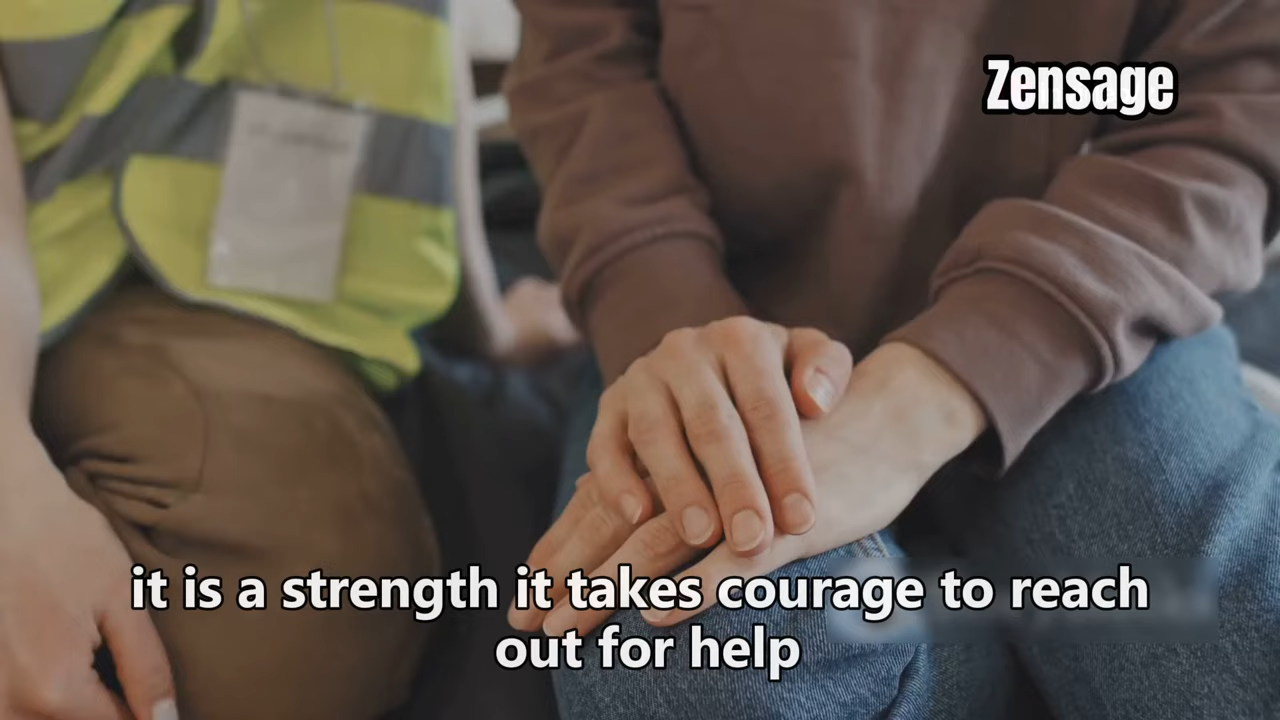 Zensage
it is a strength it takes courage to reach
out for help